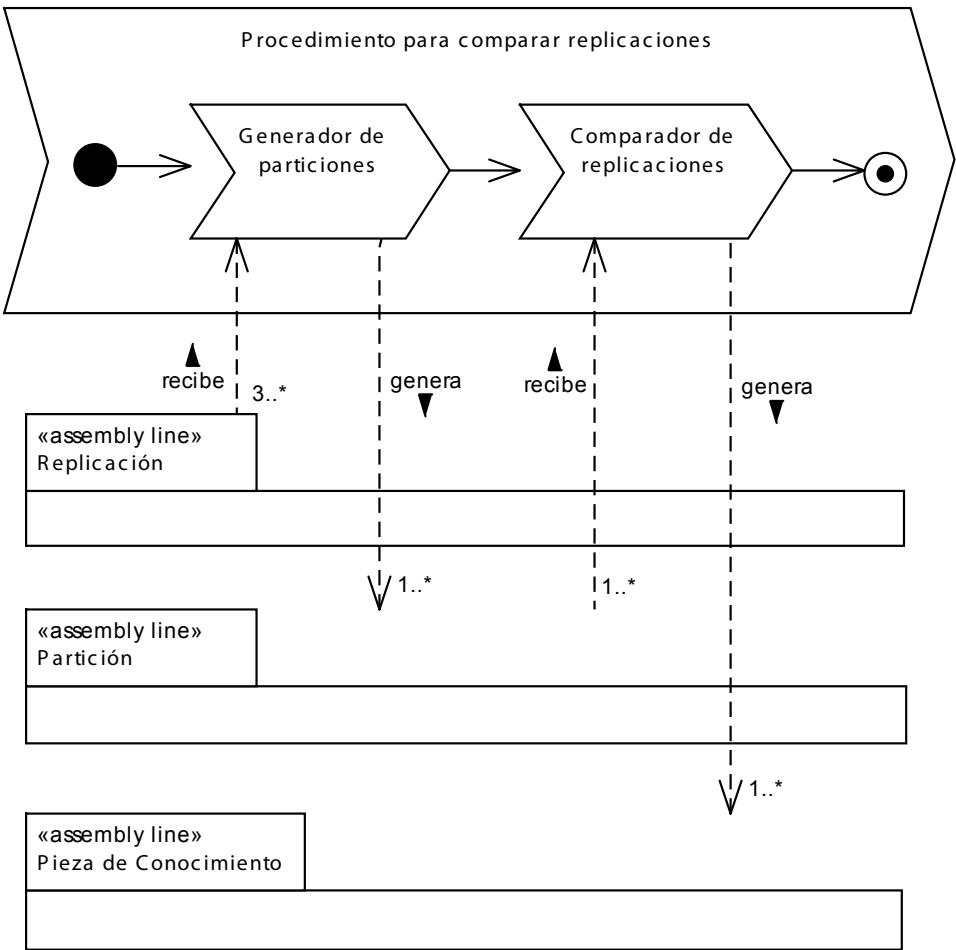 Procedimiento para comparar replicaciones
Generador de
particiones
Comparador de
replicaciones
recibe
3..*
genera
recibe
genera
«assembly line»
Replicación
1..*
1..*
«assembly line»
Partición
1..*
«assembly line»
Pieza de Conocimiento